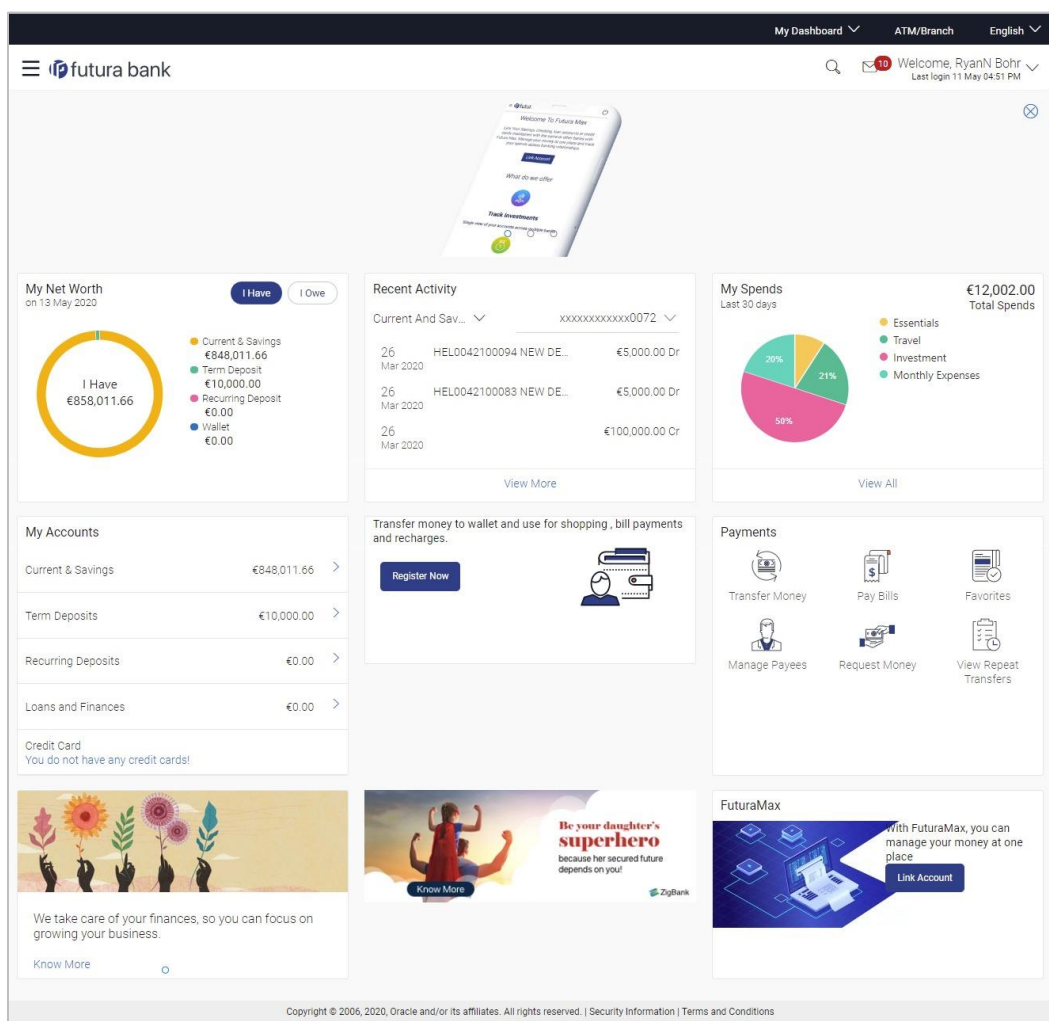 My Dashboard ATM/Branch English
futura bank
10 Welcome, RyanN Bohr
Last login 11 May 04:51 PM
Welcome To Futura Max
Link Account
What do we offer
Track Investments
My Net Worth
on 13 May 2020
I Have I Owe
I Have
€858,011.66
Current & Savings
€848,011.66
Term Deposit
€10,000.00
Recurring Deposit
€0.00
Wallet
€0.00
Recent Activity
Current And Sav... xxxxxxxxxxxx0072
26 HEL0042100094 NEW DE... €5,000.00 Dr
Mar 2020
26 HEL0042100083 NEW DE... €5,000.00 Dr
Mar 2020
26 €100,000.00 Cr
Mar 2020
View More
My Spends €12,002.00
Last 30 days Total Spends
20%
21%
50%
Essentials
Travel
Investment
Monthly Expenses
View All
My Accounts
Current & Savings €848,011.66
Term Deposits €10,000.00
Recurring Deposits €0.00
Loans and Finances €0.00
Credit Card
You do not have any credit cards!
Transfer money to wallet and use for shopping , bill payments
and recharges.
Register Now
Payments
Transfer Money Pay Bills Favorites
Manage Payees Request Money View Repeat
Transfers
We take care of your finances, so you can focus on
growing your business.
Know More
Be your daughter's
superhero
because her secured future
depends on you!
Know More
ZigBank
FuturaMax
With FuturaMax, you can
manage your money at one
place
Link Account
Copyright © 2006, 2020, Oracle and/or its affiliates. All rights reserved. | Security Information | Terms and Conditions